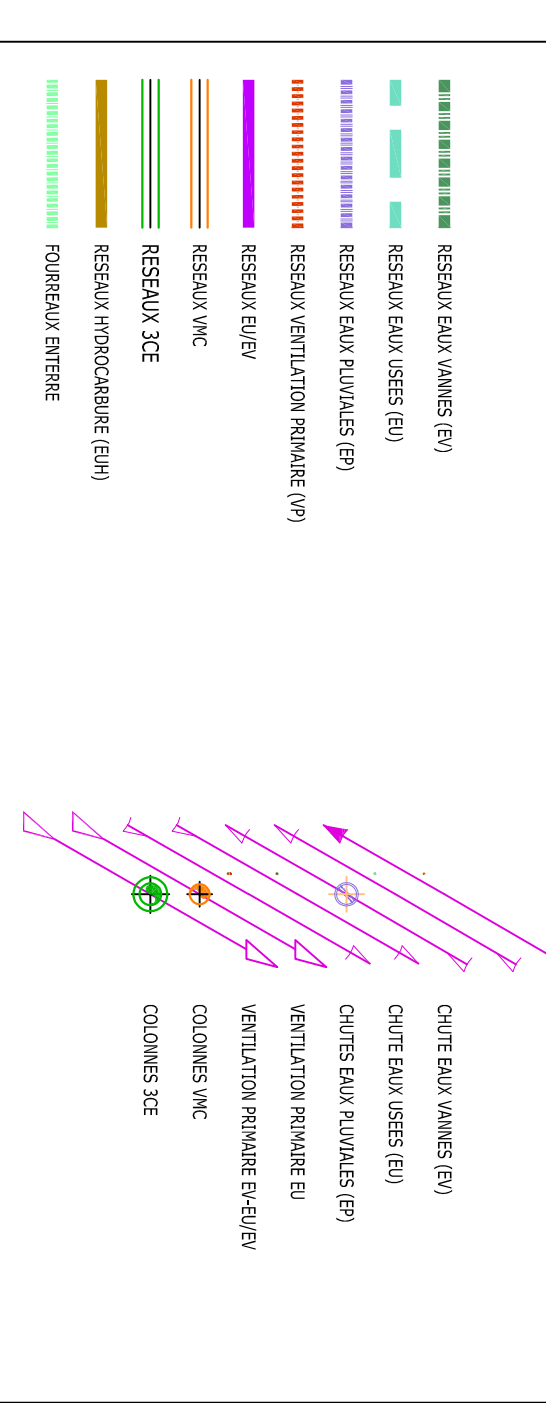 RESEAUX EAUX VANNES (EV)
RESEAUX EAUX USEES (EU)
RESEAUX EAUX PLUVIALES (EP)
RESEAUX VENTILATION PRIMAIRE (VP)
RESEAUX EU/EV
RESEAUX VMC
RESEAUX 3CE
RESEAUX HYDROCARBURE (EUH)
FOURREAUX ENTERRE
CHUTE EAUX VANNES (EV)
CHUTE EAUX USEES (EU)
CHUTES EAUX PLUVIALES (EP)
VENTILATION PRIMAIRE EU
VENTILATION PRIMAIRE EV-EU/EV
COLONNES VMC
COLONNES 3CE